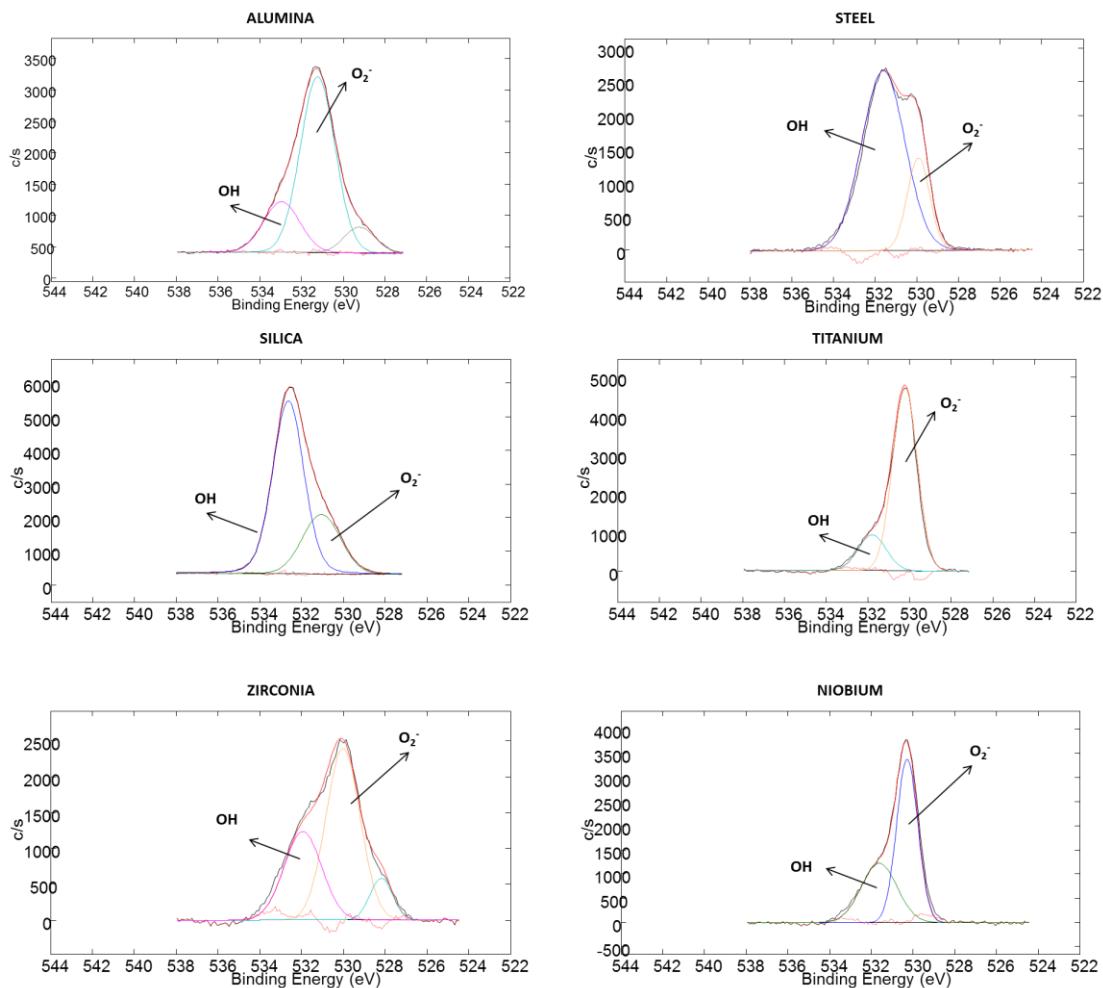 ALUMINA
3500
3000
2500
2000
1500
1000
500
0
c/s
O₂⁻
OH
544 542 540 538 536 534 532 530 528 526 524 522
Binding Energy (eV)
STEEL
3000
2500
2000
1500
1000
500
0
c/s
OH
O₂⁻
544 542 540 538 536 534 532 530 528 526 524 522
Binding Energy (eV)
SILICA
6000
5000
4000
3000
2000
1000
0
c/s
OH
O₂⁻
544 542 540 538 536 534 532 530 528 526 524 522
Binding Energy (eV)
TITANIUM
5000
4000
3000
2000
1000
0
c/s
O₂⁻
OH
544 542 540 538 536 534 532 530 528 526 524 522
Binding Energy (eV)
ZIRCONIA
2500
2000
1500
1000
500
0
c/s
O₂⁻
OH
544 542 540 538 536 534 532 530 528 526 524 522
Binding Energy (eV)
NIOBIUM
4000
3500
3000
2500
2000
1500
1000
500
0
-500
c/s
O₂⁻
OH
544 542 540 538 536 534 532 530 528 526 524 522
Binding Energy (eV)